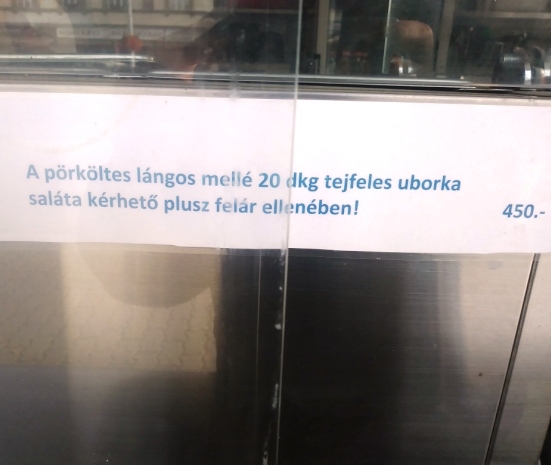 A pörköltes lángos mellé 20 dkg tejfeles uborka
saláta kérhető plusz felár ellenében! 450.-